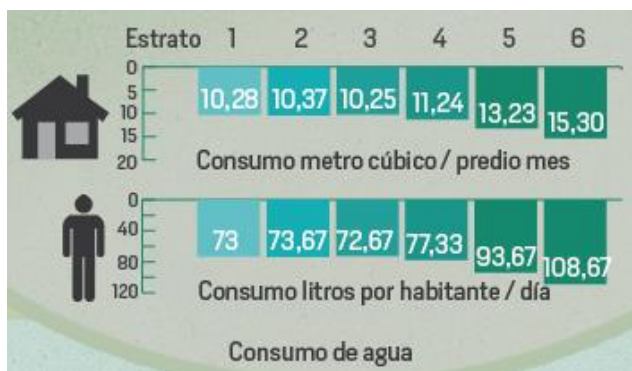 Estrato 1 2 3 4 5 6
0
5
10
15
20
10,28 10,37 10,25 11,24 13,23 15,30
Consumo metro cúbico / predio mes
0
40
80
120
73 73,67 72,67 77,33 93,67 108,67
Consumo litros por habitante / día
Consumo de agua